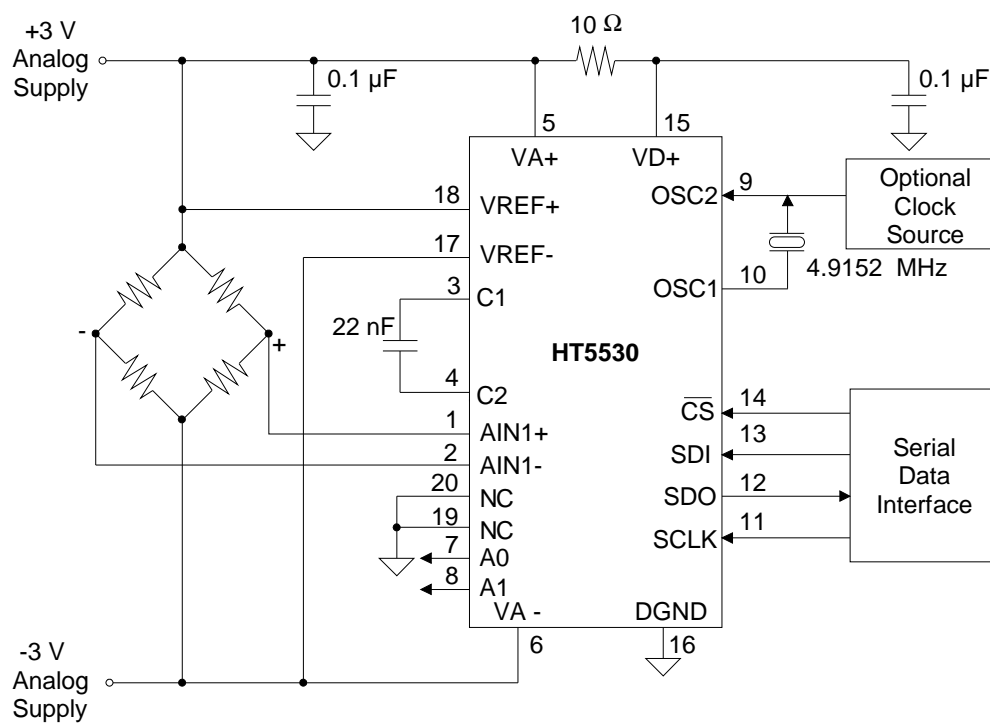 +3 V
Analog
Supply
10 Ω
0.1 µF
0.1 µF
5
15
VA+
VD+
18
VREF+
17
VREF-
3
C1
22 nF
4
C2
1
AIN1+
2
AIN1-
20
NC
19
NC
7
A0
8
A1
VA -
6
-
+
HT5530
OSC2
9
Optional
Clock
Source
10
OSC1
4.9152 MHz
CS
14
SDI
13
SDO
12
SCLK
11
Serial
Data
Interface
DGND
16
-3 V
Analog
Supply